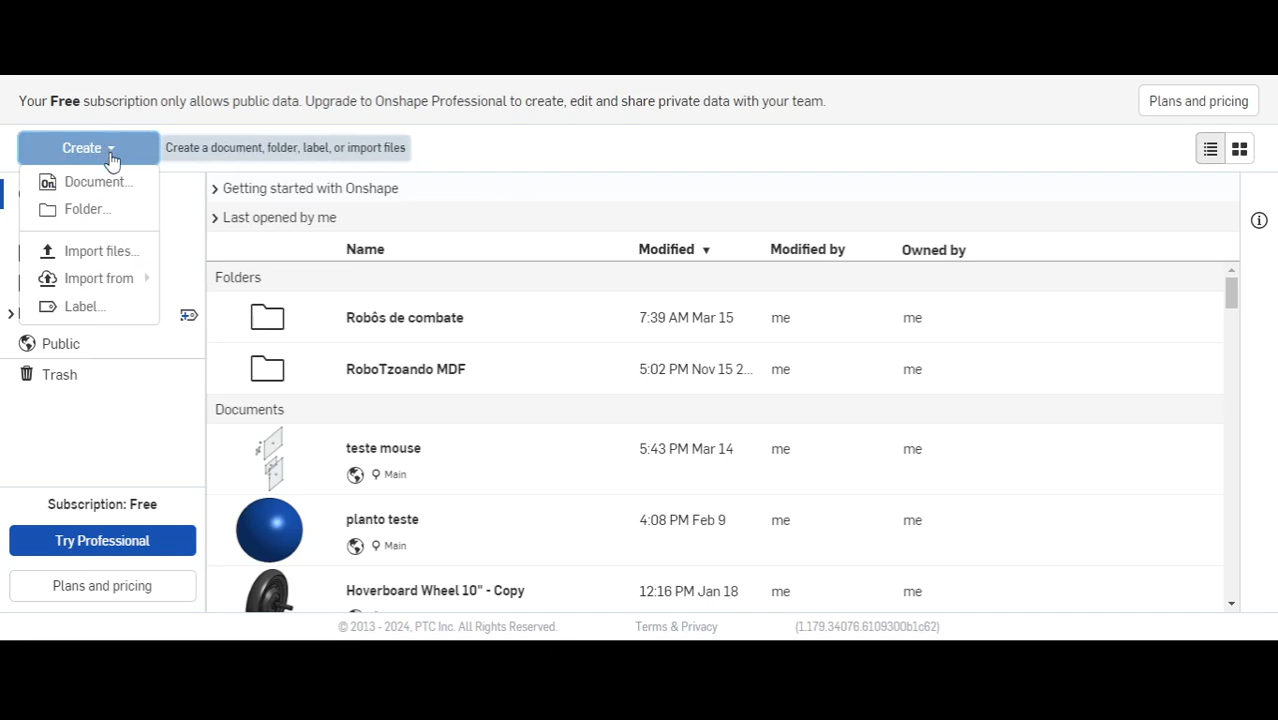 Your Free subscription only allows public data. Upgrade to Onshape Professional to create, edit and share private data with your team.
Plans and pricing
Create
Create a document, folder, label, or import files
On
Document...
Folder...
Import files...
Import from
Label...
Public
Trash
Subscription: Free
Try Professional
Plans and pricing
Getting started with Onshape
Last opened by me
Name Modified Modified by Owned by
Folders
Robôs de combate 7:39 AM Mar 15 me me
RoboTzoando MDF 5:02 PM Nov 15 2... me me
Documents
teste mouse 5:43 PM Mar 14 me me
Main
planto teste 4:08 PM Feb 9 me me
Main
Hoverboard Wheel 10" - Copy 12:16 PM Jan 18 me me
© 2013 - 2024, PTC Inc. All Rights Reserved. Terms & Privacy (1.179.34076.6109300b1c62)